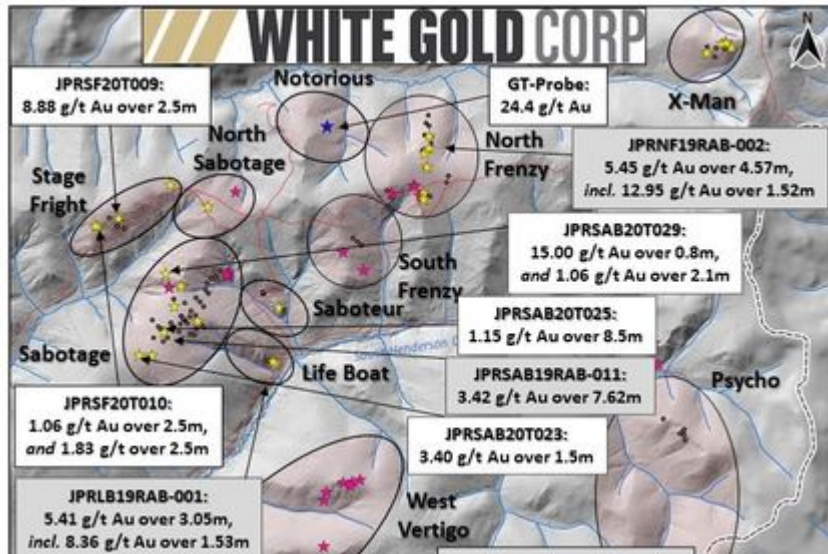 WHITE GOLD CORP
N
JPRSF20T009:
8.88 g/t Au over 2.5m
Notorious
GT-Probe:
24.4 g/t Au
X-Man
North
Sabotage
North
Frenzy
JPRNF19RAB-002:
5.45 g/t Au over 4.57m,
incl. 12.95 g/t Au over 1.52m
Stage
Fright
JPRSAB20T029:
15.00 g/t Au over 0.8m,
and 1.06 g/t Au over 2.1m
South
Frenzy
Saboteur
JPRSAB20T025:
1.15 g/t Au over 8.5m
Sabotage
Life Boat
JPRSAB19RAB-011:
3.42 g/t Au over 7.62m
Psycho
JPRSF20T010:
1.06 g/t Au over 2.5m,
and 1.83 g/t over 2.5m
JPRSAB20T023:
3.40 g/t Au over 1.5m
JPRLB19RAB-001:
5.41 g/t Au over 3.05m,
incl. 8.36 g/t Au over 1.53m
West
Vertigo